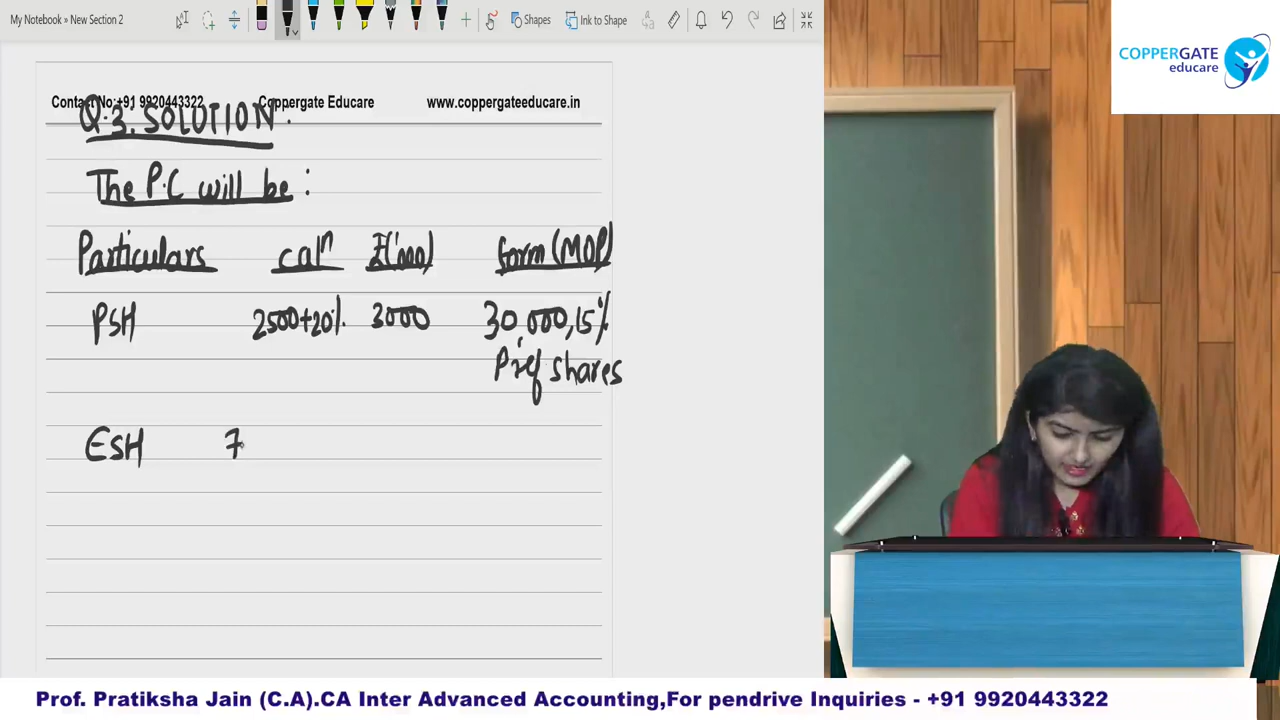 My Notebook » New Section 2
Shapes
Ink to Shape
COPPERGATE
educare
Contact No:+91 9920443322 Coppergate Educare www.coppergateeducare.in
Q.3. SOLUTION:
The P.C will be :
Particulars calⁿ ₹('000) form (MOP)
PSH 2500+20% 3000 30,000, 15%
Pref shares
ESH 7
Prof. Pratiksha Jain (C.A).CA Inter Advanced Accounting,For pendrive Inquiries - +91 9920443322